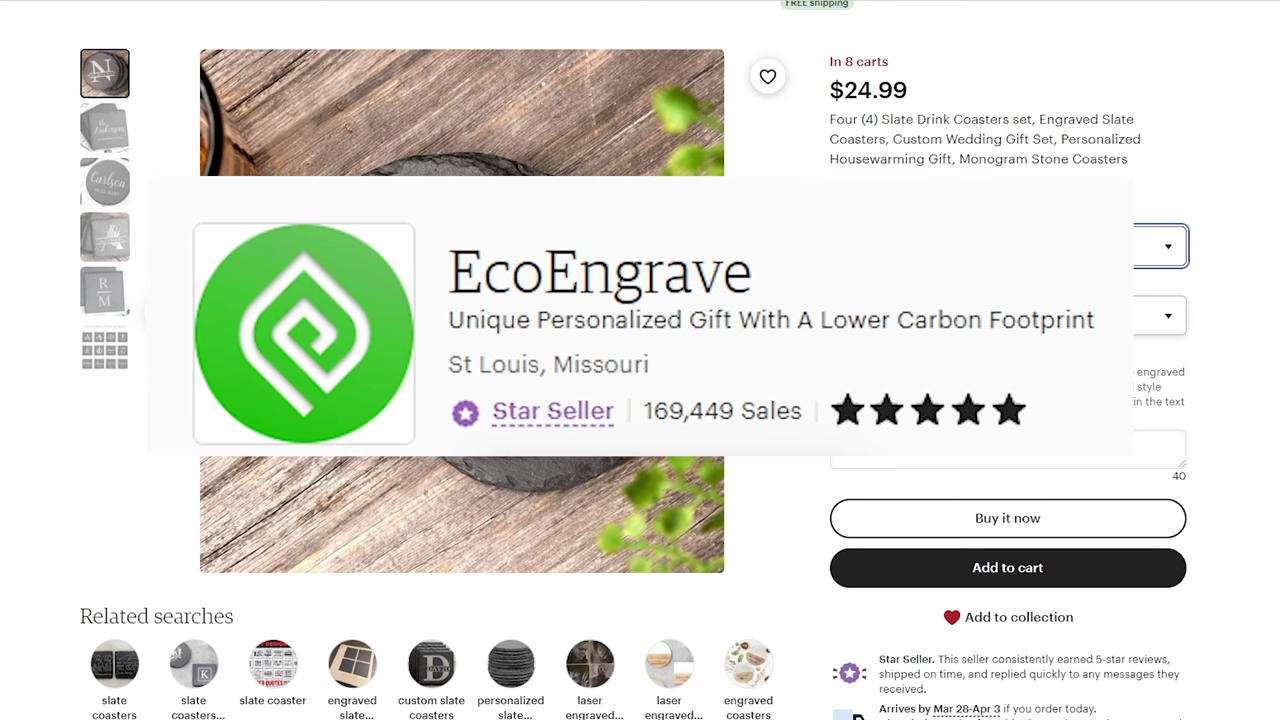 FREE shipping
In 8 carts
$24.99
Four (4) Slate Drink Coasters set, Engraved Slate
Coasters, Custom Wedding Gift Set, Personalized
Housewarming Gift, Monogram Stone Coasters
EcoEngrave
Unique Personalized Gift With A Lower Carbon Footprint
St Louis, Missouri
Star Seller
169,449 Sales
N
Carlson
R
M
engraved
style
in the text
40
Buy it now
Add to cart
Add to collection
Star Seller. This seller consistently earned 5-star reviews,
shipped on time, and replied quickly to any messages they
received.
Arrives by Mar 28-Apr 3 if you order today.
Related searches
slate
coasters
slate
coasters...
slate coaster
engraved
slate...
custom slate
coasters
personalized
slate...
laser
engraved...
laser
engraved...
engraved
coasters